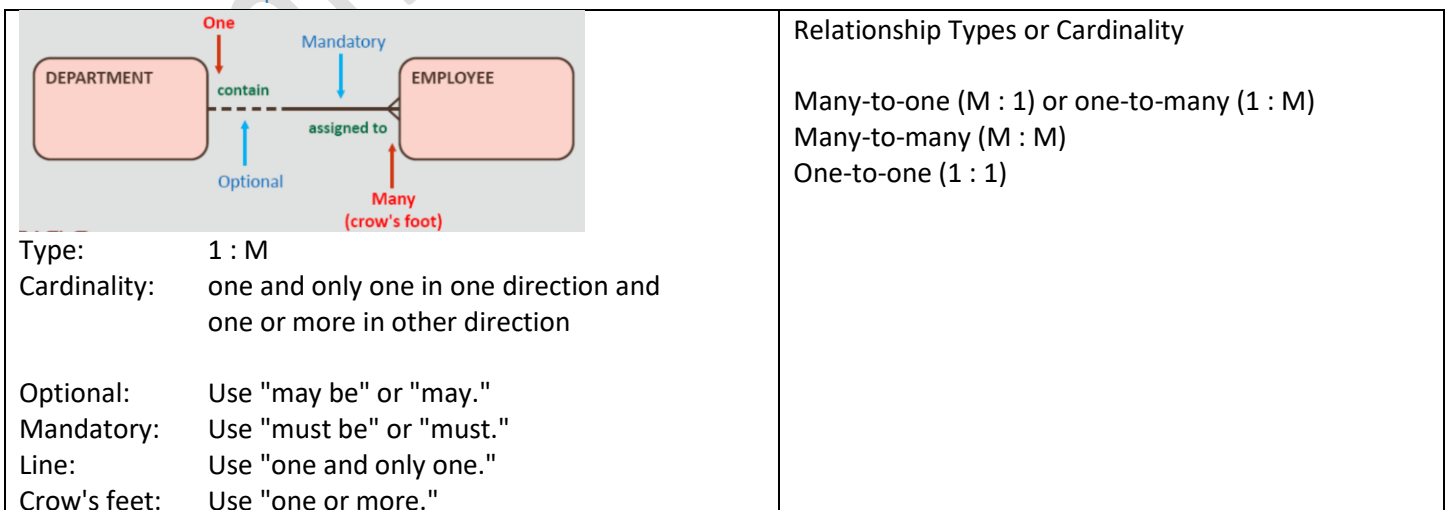 One
Mandatory
DEPARTMENT
EMPLOYEE
contain
assigned to
Optional
Many
(crow's foot)
Type: 1 : M
Cardinality: one and only one in one direction and
one or more in other direction
Optional: Use "may be" or "may."
Mandatory: Use "must be" or "must."
Line: Use "one and only one."
Crow's feet: Use "one or more."
Relationship Types or Cardinality
Many-to-one (M : 1) or one-to-many (1 : M)
Many-to-many (M : M)
One-to-one (1 : 1)